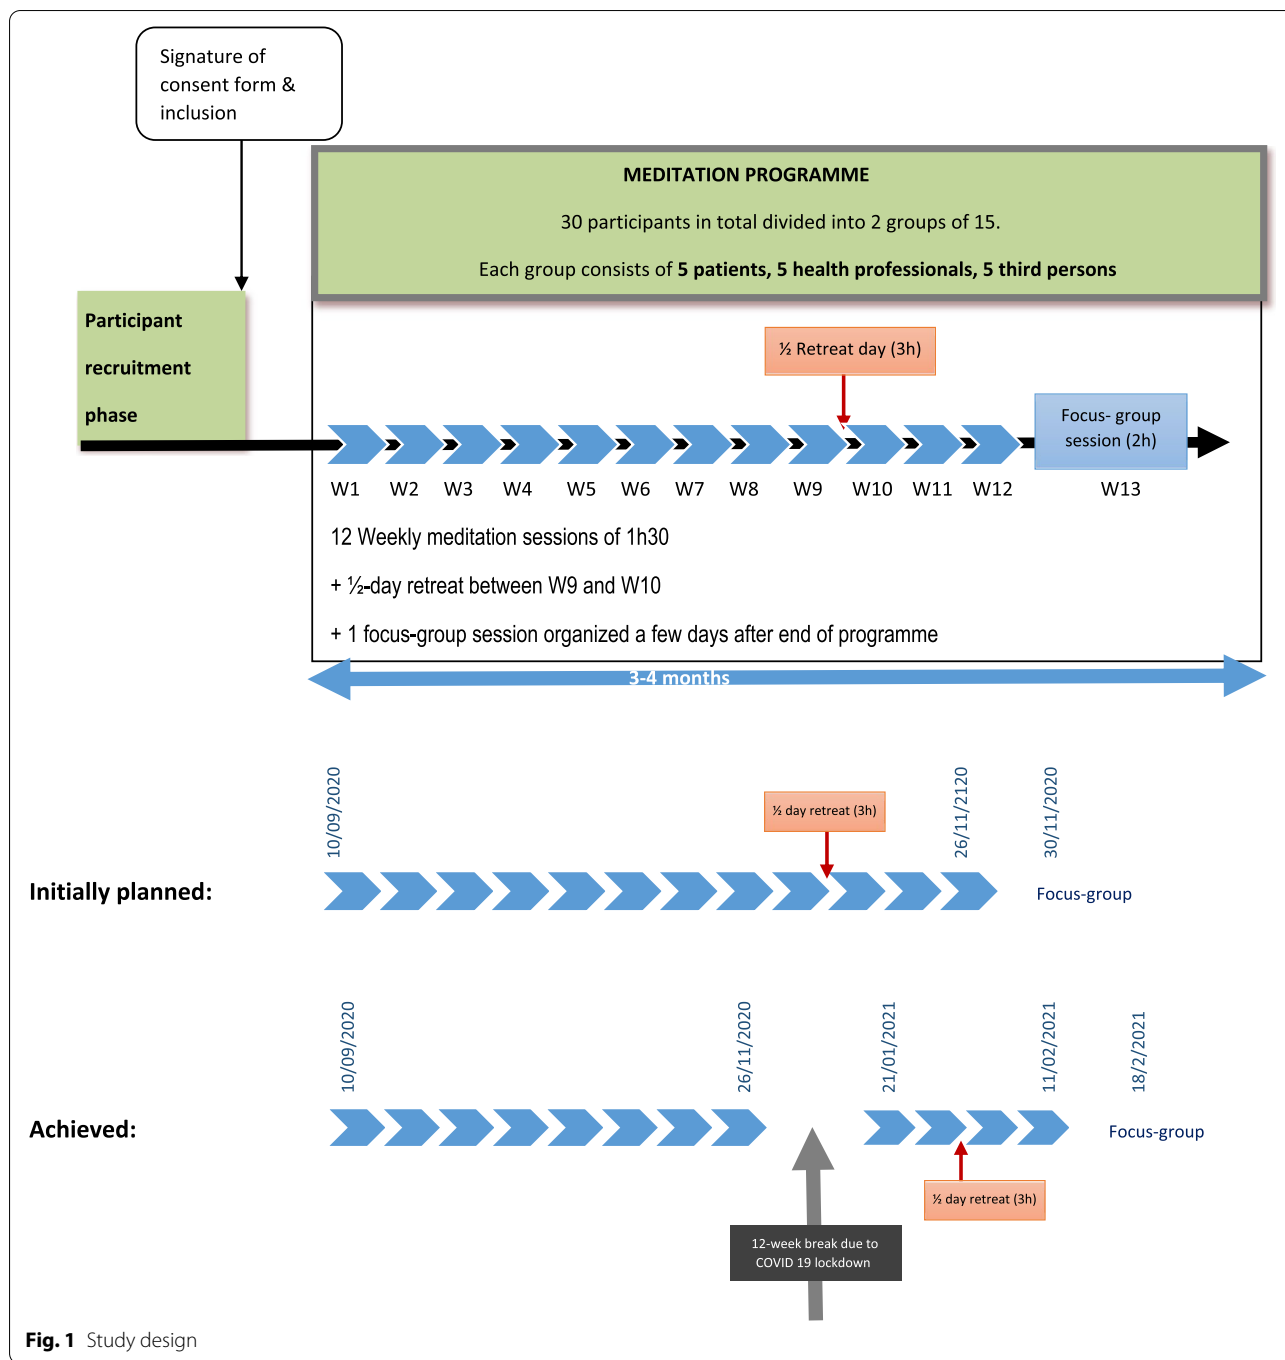 Signature of
consent form &
inclusion
MEDITATION PROGRAMME
30 participants in total divided into 2 groups of 15.
Each group consists of 5 patients, 5 health professionals, 5 third persons
Participant
recruitment
phase
½ Retreat day (3h)
Focus- group
session (2h)
W1 W2 W3 W4 W5 W6 W7 W8 W9 W10 W11 W12 W13
12 Weekly meditation sessions of 1h30
+ ½-day retreat between W9 and W10
+ 1 focus-group session organized a few days after end of programme
3-4 months
10/09/2020
26/11/2120
30/11/2020
½ day retreat (3h)
Initially planned:
Focus-group
10/09/2020
26/11/2020
21/01/2021
11/02/2021
18/2/2021
Achieved:
Focus-group
½ day retreat (3h)
12-week break due to
COVID 19 lockdown
Fig. 1 Study design